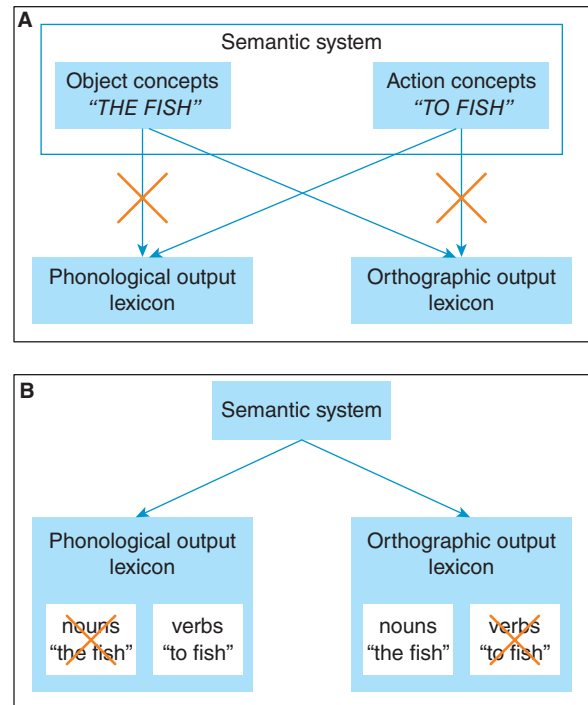 A
Semantic system
Object concepts
“THE FISH”
Action concepts
“TO FISH”
Phonological output
lexicon
Orthographic output
lexicon
B
Semantic system
Phonological output
lexicon
nouns
“the fish”
verbs
“to fish”
Orthographic output
lexicon
nouns
“the fish”
verbs
“to fish”